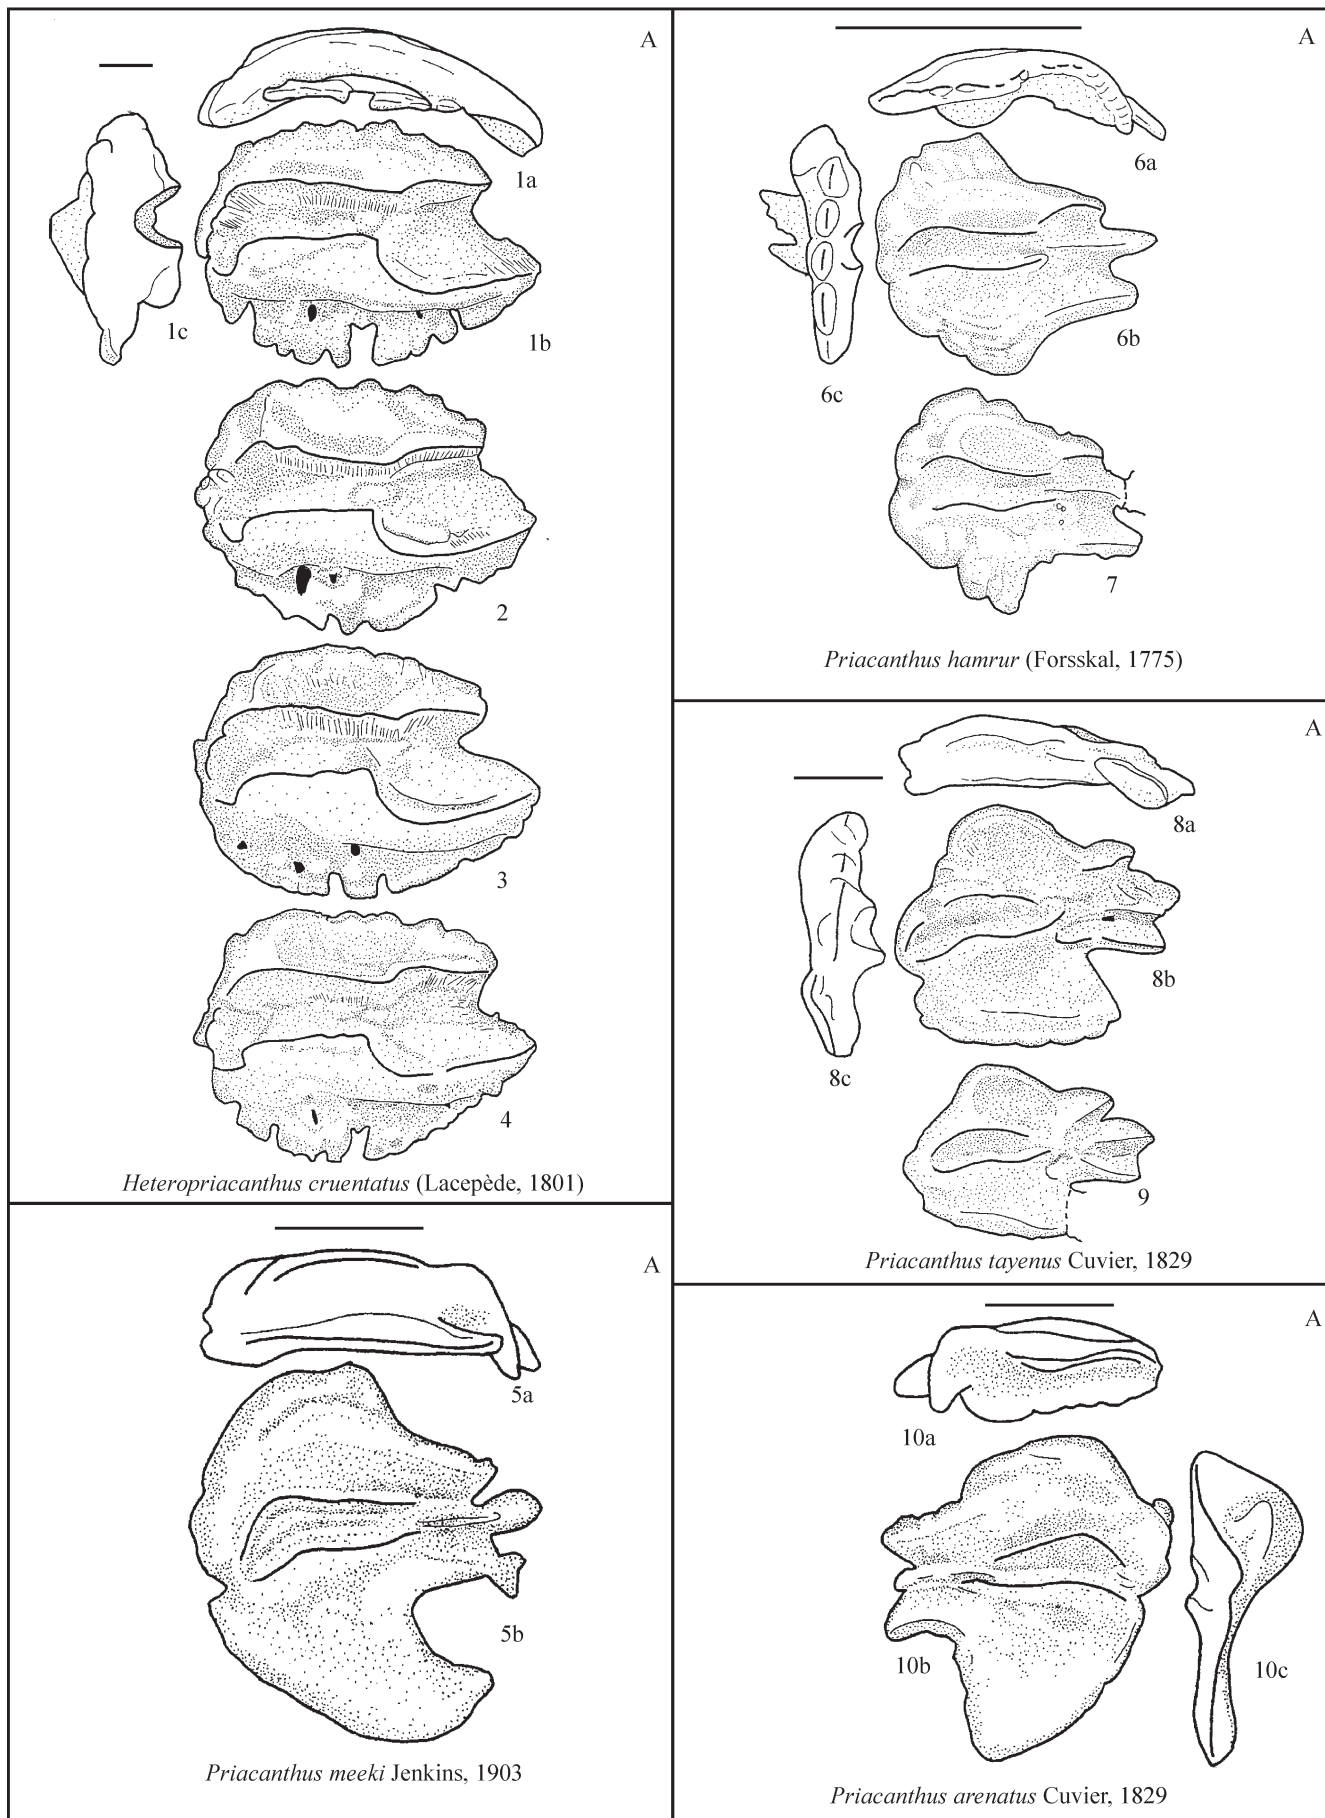 A
1a
1c
1b
2
3
4
Heteropriacanthus cruentatus (Lacepède, 1801)
A
5a
5b
Priacanthus meeki Jenkins, 1903
A
6a
6b
6c
7
Priacanthus hamrur (Forsskal, 1775)
A
8a
8b
8c
9
Priacanthus tayenus Cuvier, 1829
A
10a
10b
10c
Priacanthus arenatus Cuvier, 1829